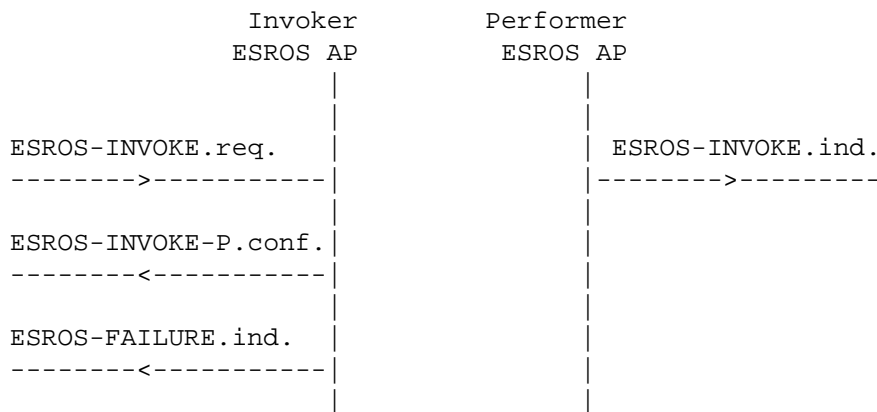 Invoker Performer
ESROS AP ESROS AP
ESROS-INVOKE.req. ESROS-INVOKE.ind.
ESROS-INVOKE-P.conf.
ESROS-FAILURE.ind.